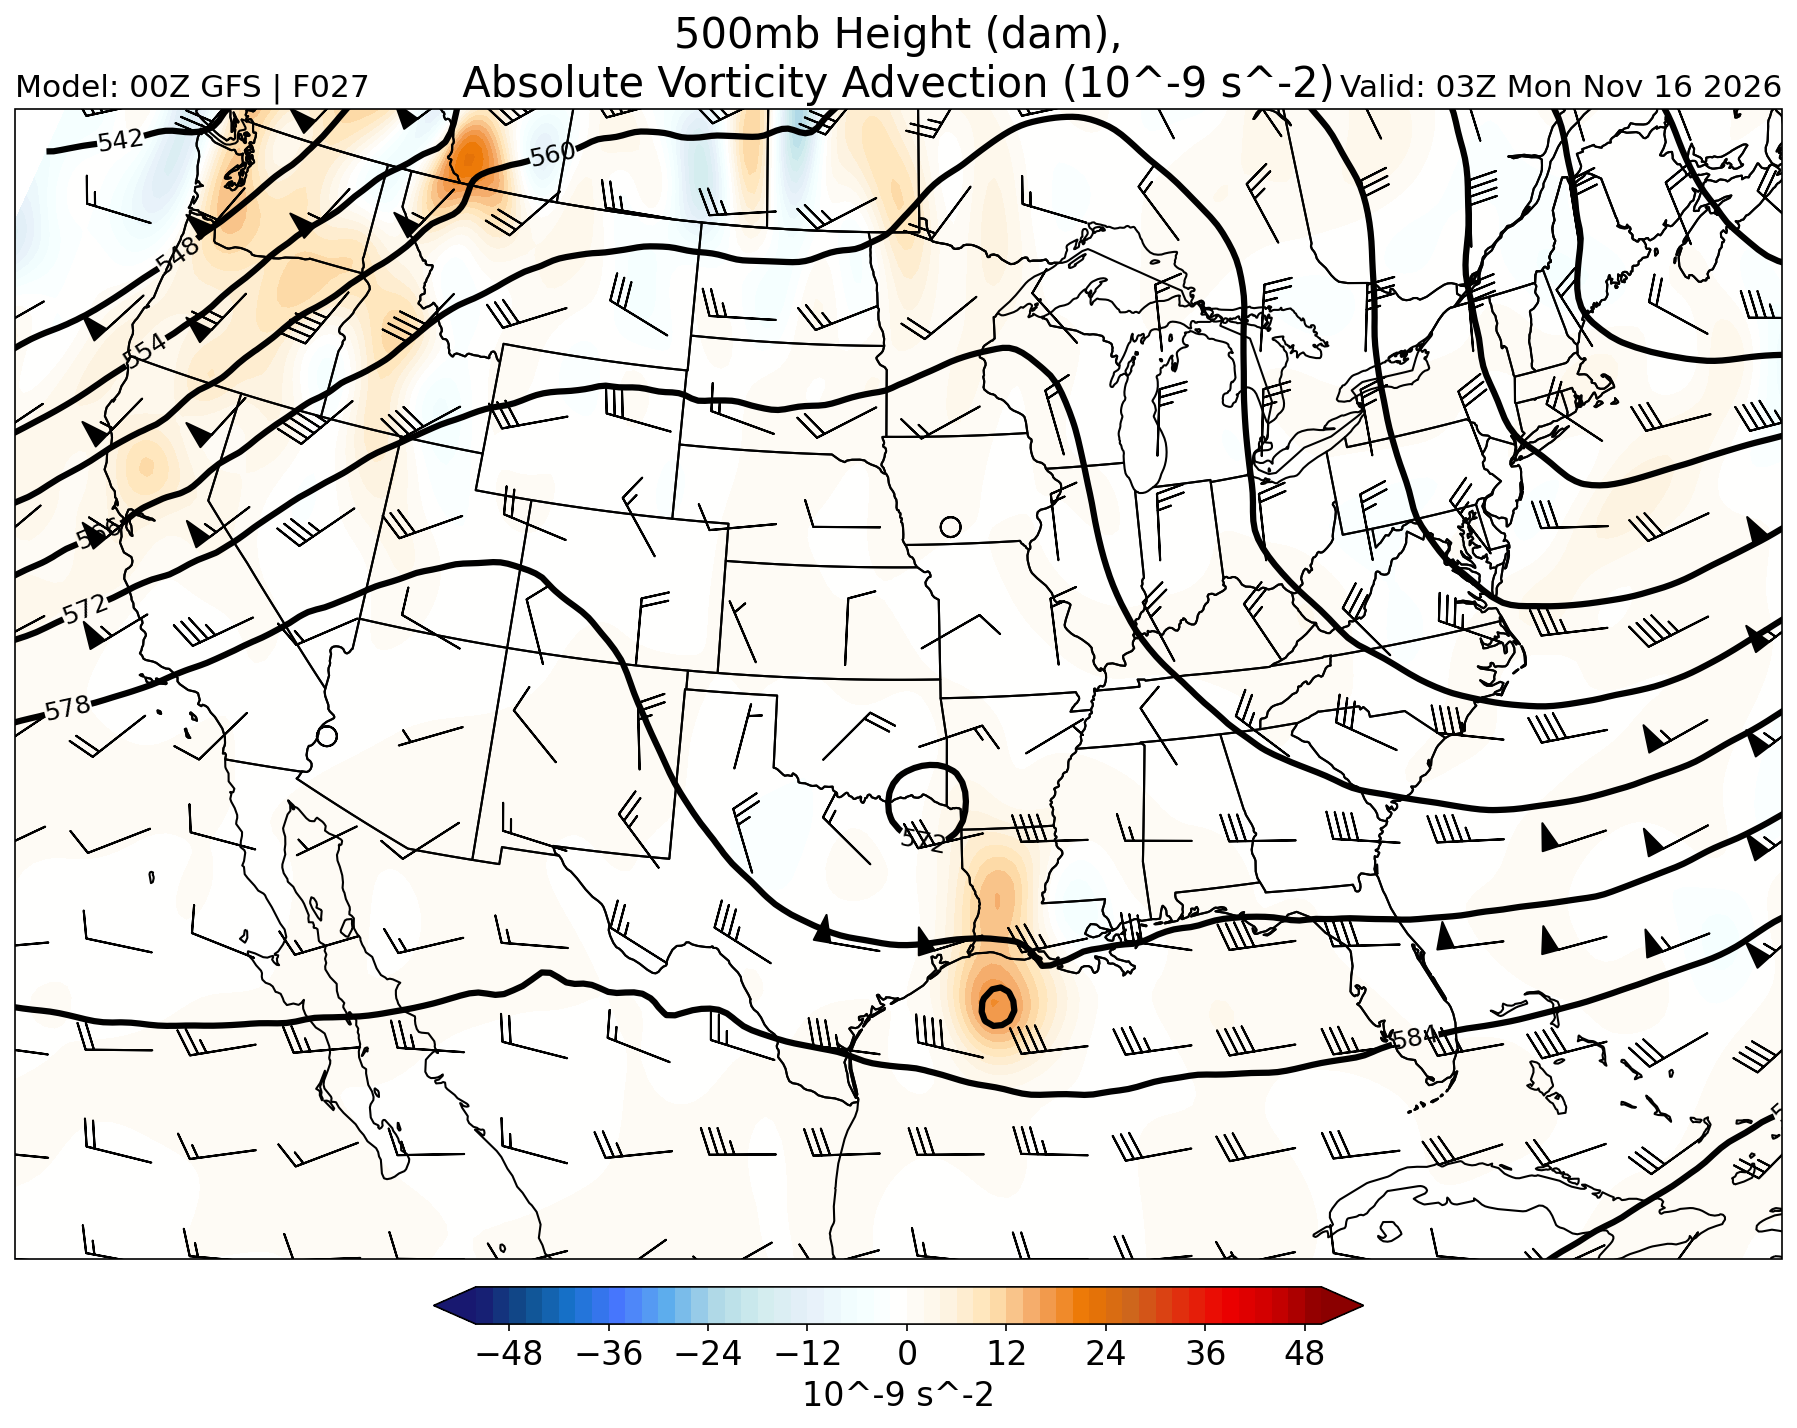 500mb Height (dam),
Model: 00Z GFS | F027
Absolute Vorticity Advection (10^-9 s^-2)
Valid: 03Z Mon Nov 16 2026
542
560
548
554
572
578
572
584
−48 −36 −24 −12 0 12 24 36 48
10^-9 s^-2